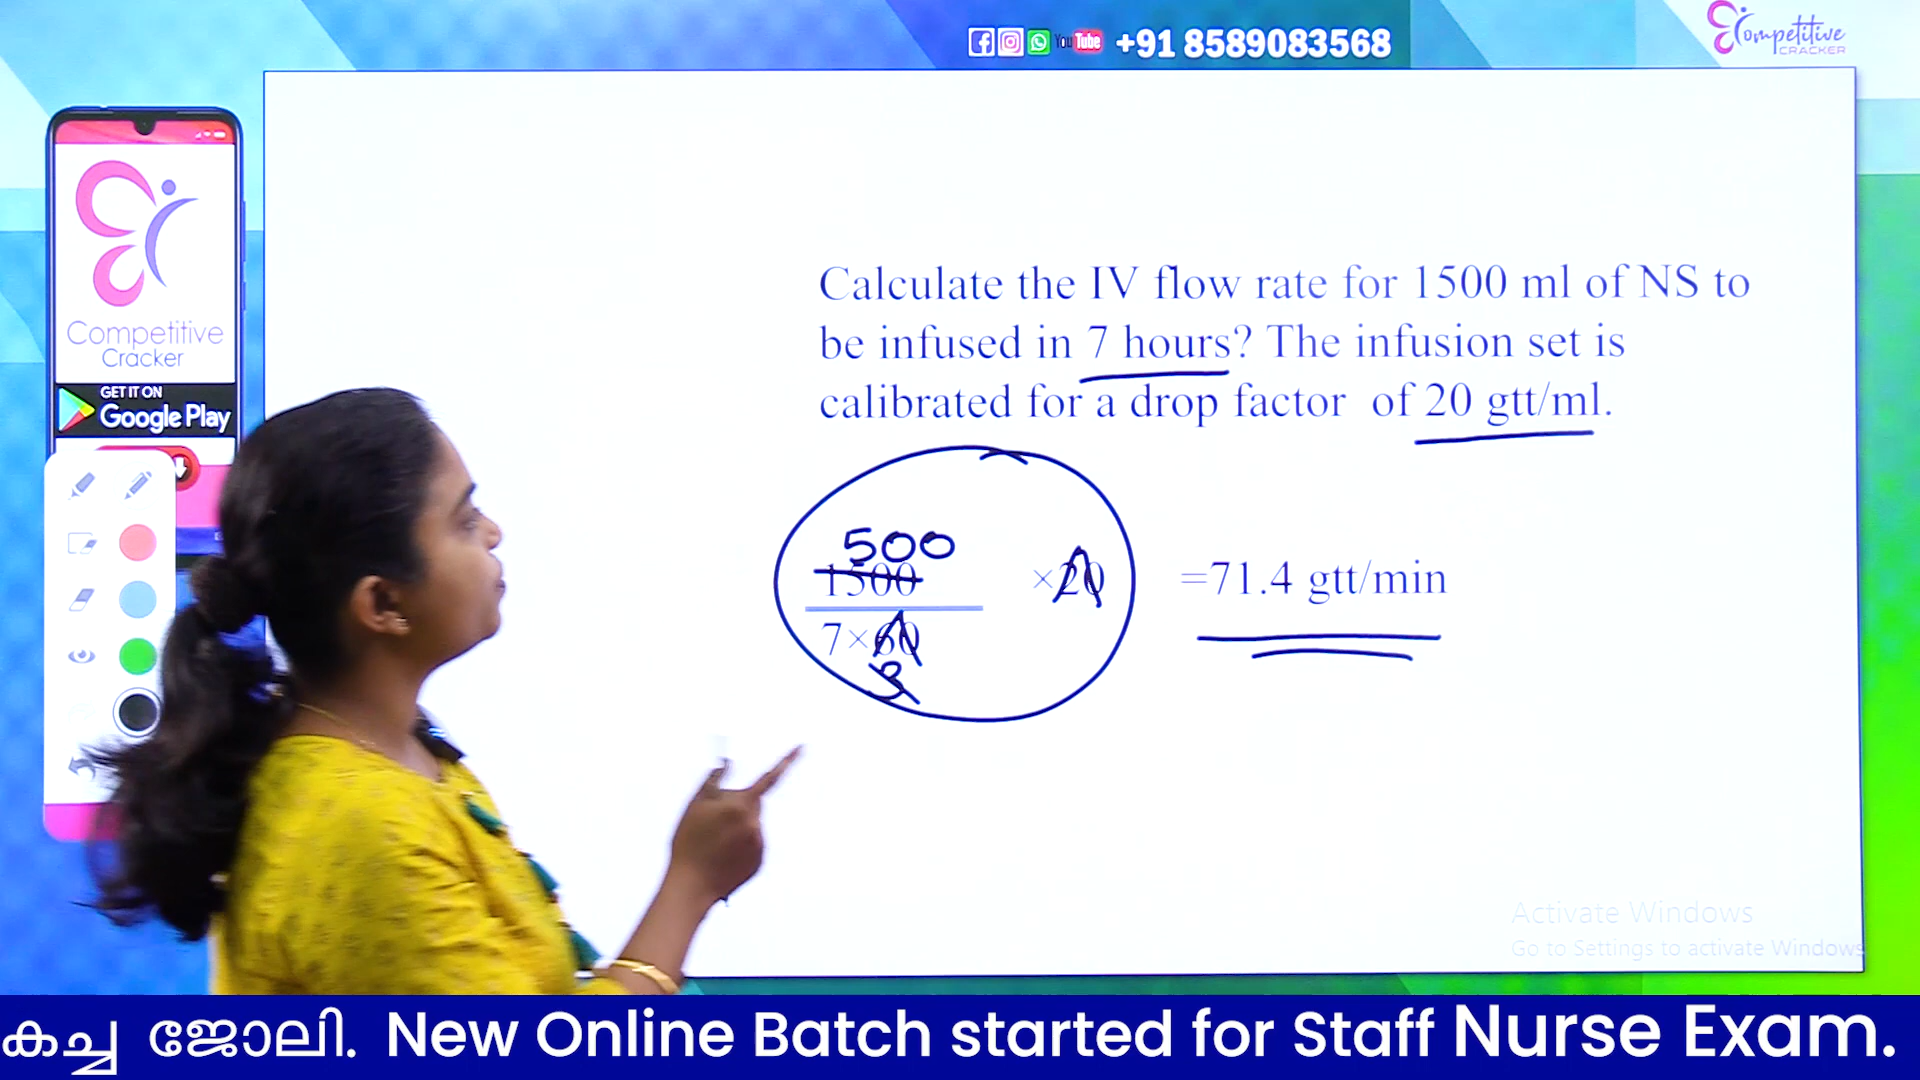 You Tube +91 8589083568
Competitive
CRACKER
Competitive
Cracker
GET IT ON
Google Play
Calculate the IV flow rate for 1500 ml of NS to
be infused in 7 hours? The infusion set is
calibrated for a drop factor of 20 gtt/ml.
500
1500 ×20 =71.4 gtt/min
7×60
3
Activate Windows
Go to Settings to activate Windows
കച്ച ജോലി. New Online Batch started for Staff Nurse Exam.